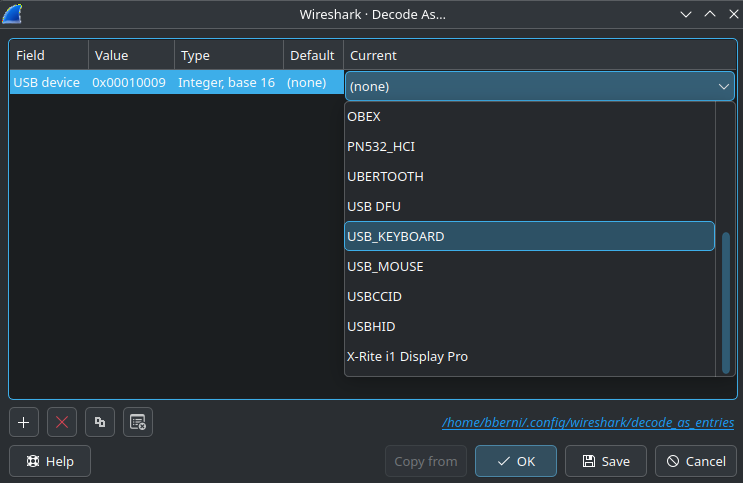 Wireshark · Decode As...
Field Value Type Default Current
USB device 0x00010009 Integer, base 16 (none) (none)
OBEX
PN532_HCI
UBERTOOTH
USB DFU
USB_KEYBOARD
USB_MOUSE
USBCCID
USBHID
X-Rite i1 Display Pro
/home/bberni/.config/wireshark/decode_as_entries
Help Copy from OK Save Cancel